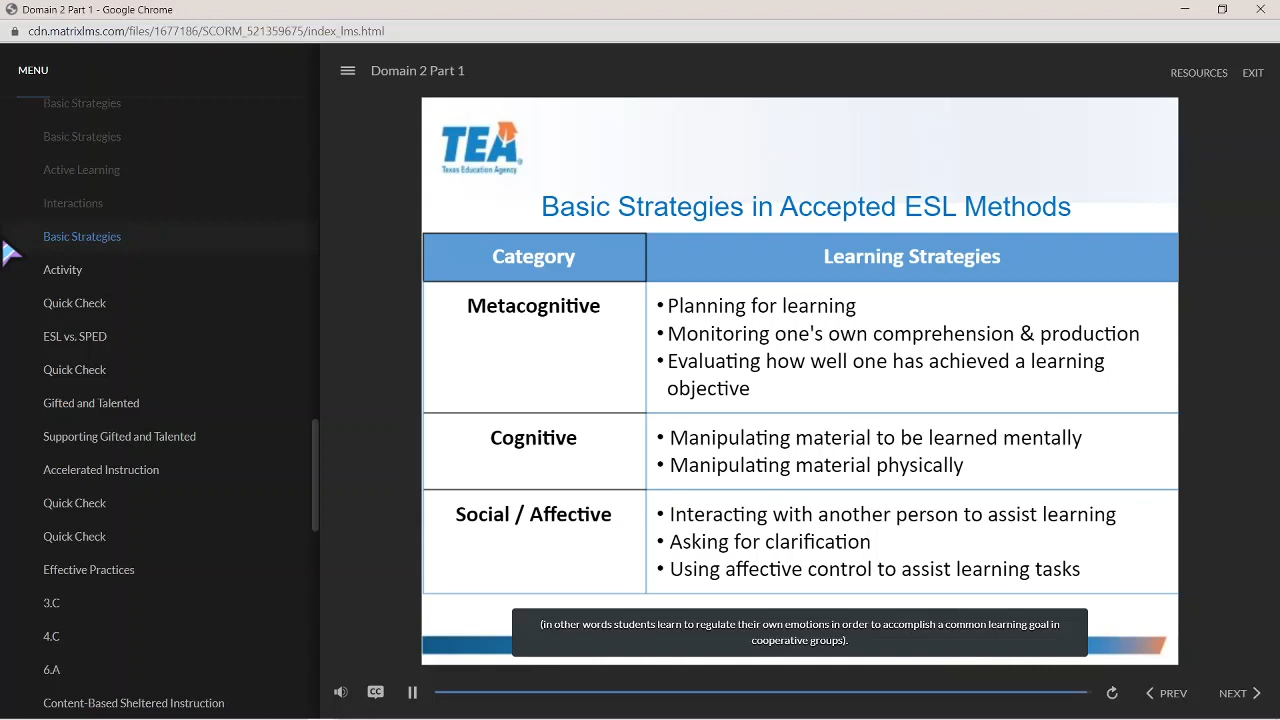 Domain 2 Part 1 - Google Chrome
cdn.matrixlms.com/files/1677186/SCORM_521359675/index_lms.html
MENU
Domain 2 Part 1
RESOURCES EXIT
Basic Strategies
Basic Strategies
Active Learning
Interactions
Basic Strategies
Activity
Quick Check
ESL vs. SPED
Quick Check
Gifted and Talented
Supporting Gifted and Talented
Accelerated Instruction
Quick Check
Quick Check
Effective Practices
3.C
4.C
6.A
Content-Based Sheltered Instruction
TEA
Texas Education Agency
Basic Strategies in Accepted ESL Methods
Category Learning Strategies
Metacognitive
• Planning for learning
• Monitoring one's own comprehension & production
• Evaluating how well one has achieved a learning
objective
Cognitive
• Manipulating material to be learned mentally
• Manipulating material physically
Social / Affective
• Interacting with another person to assist learning
• Asking for clarification
• Using affective control to assist learning tasks
(in other words students learn to regulate their own emotions in order to accomplish a common learning goal in
cooperative groups).
CC
PREV NEXT